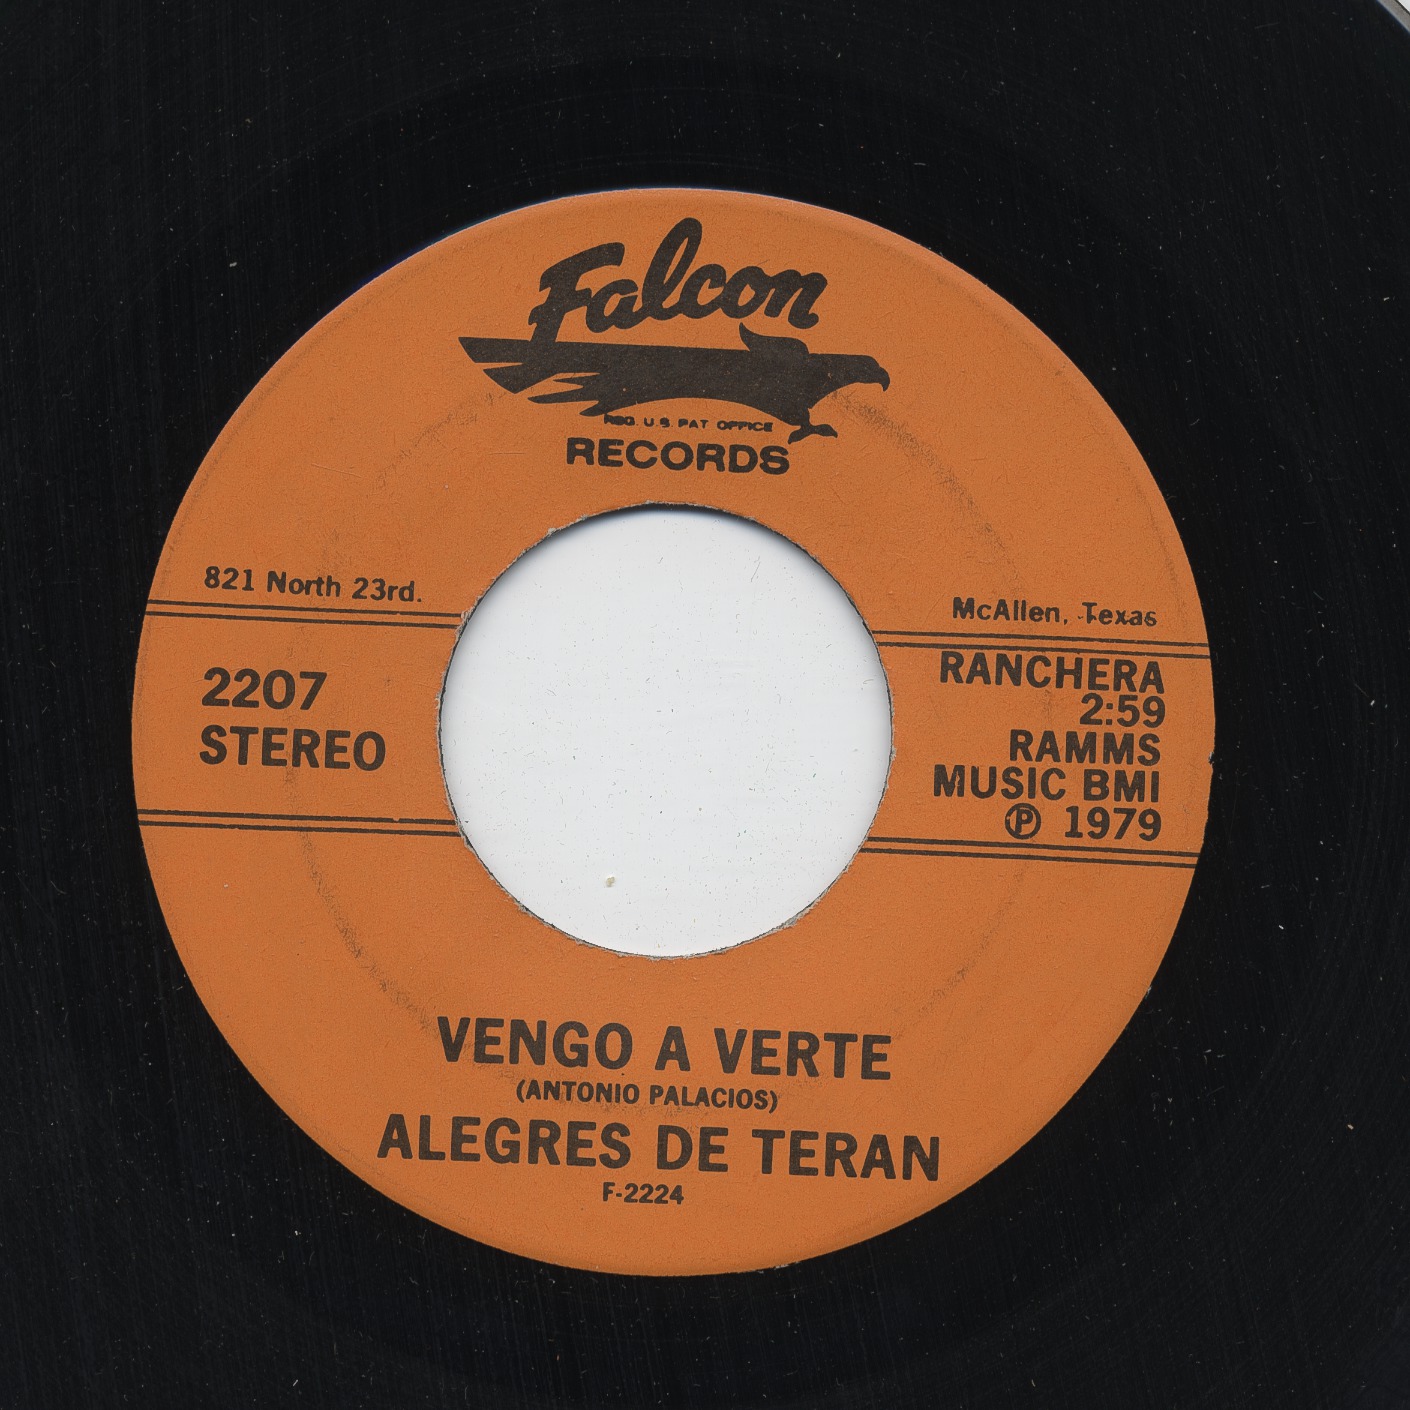 Falcon
REG. U.S. PAT OFFICE
RECORDS
821 North 23rd.
McAllen, Texas
2207
STEREO
RANCHERA
2:59
RAMMS
MUSIC BMI
Ⓟ 1979
VENGO A VERTE
(ANTONIO PALACIOS)
ALEGRES DE TERAN
F-2224